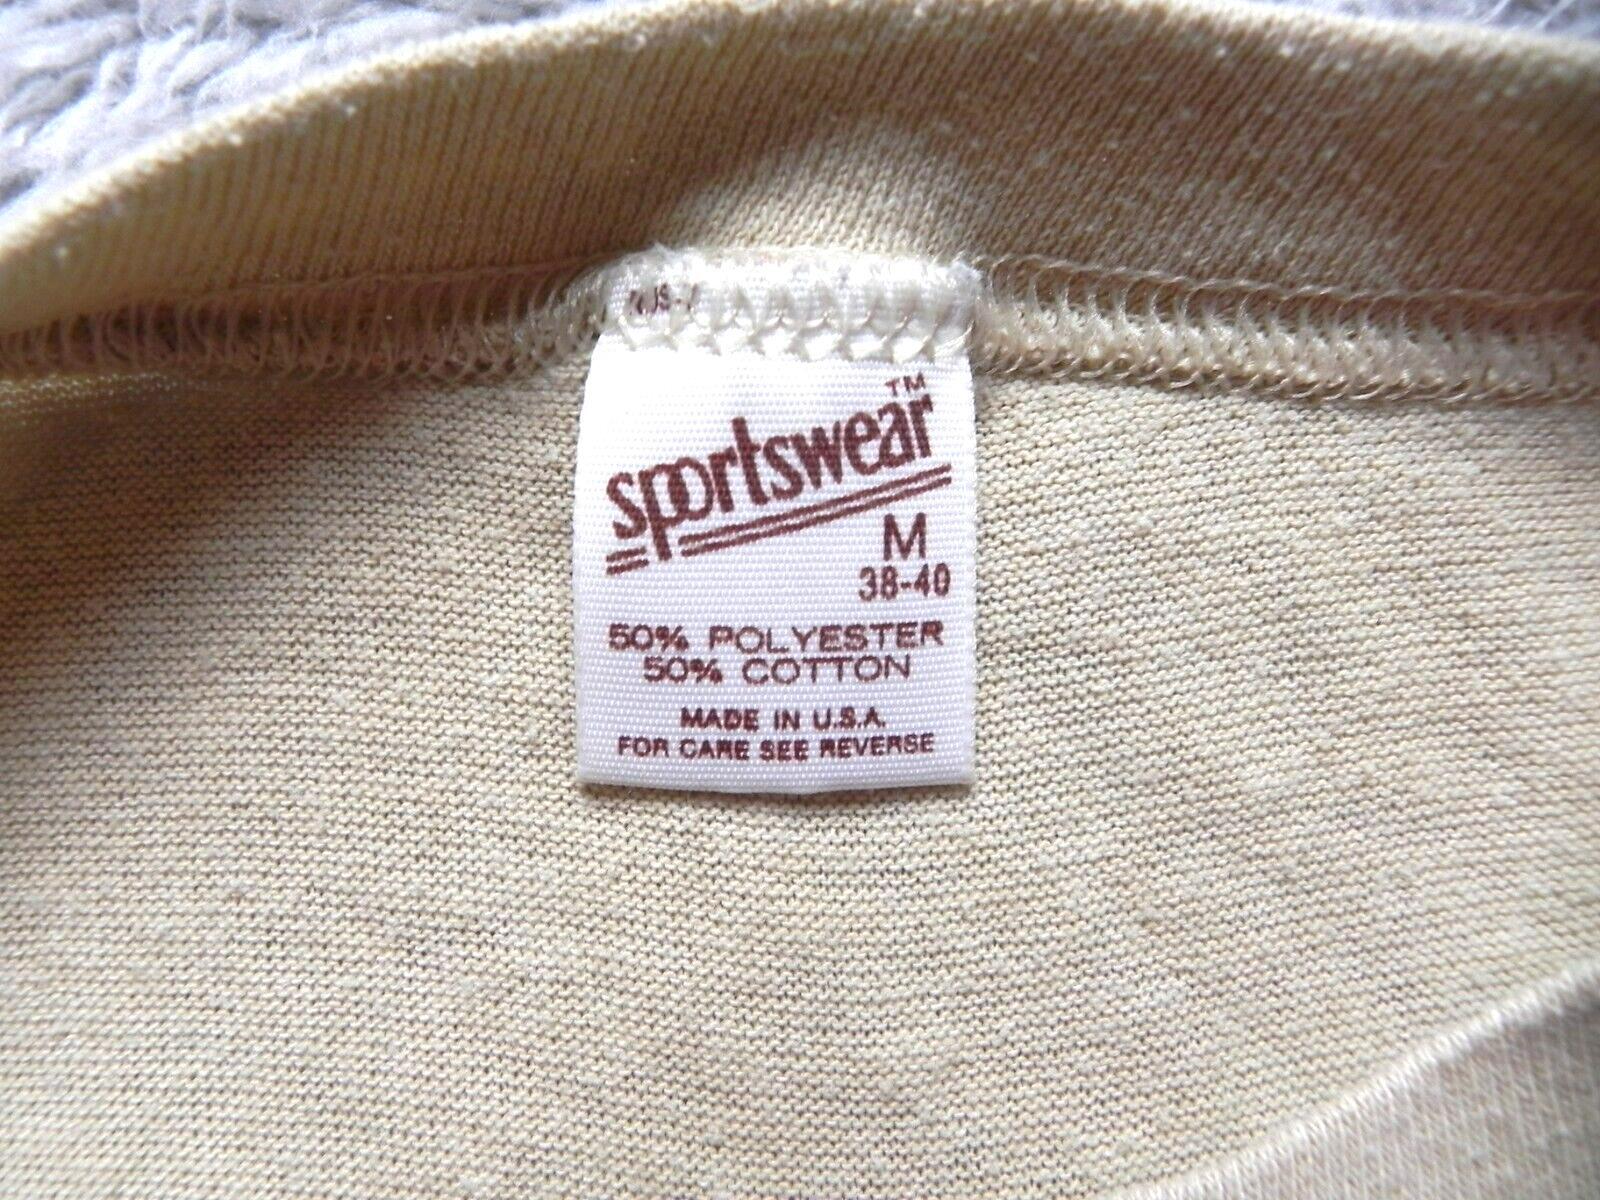 sportswear™
M
38-40
50% POLYESTER
50% COTTON
MADE IN U.S.A.
FOR CARE SEE REVERSE